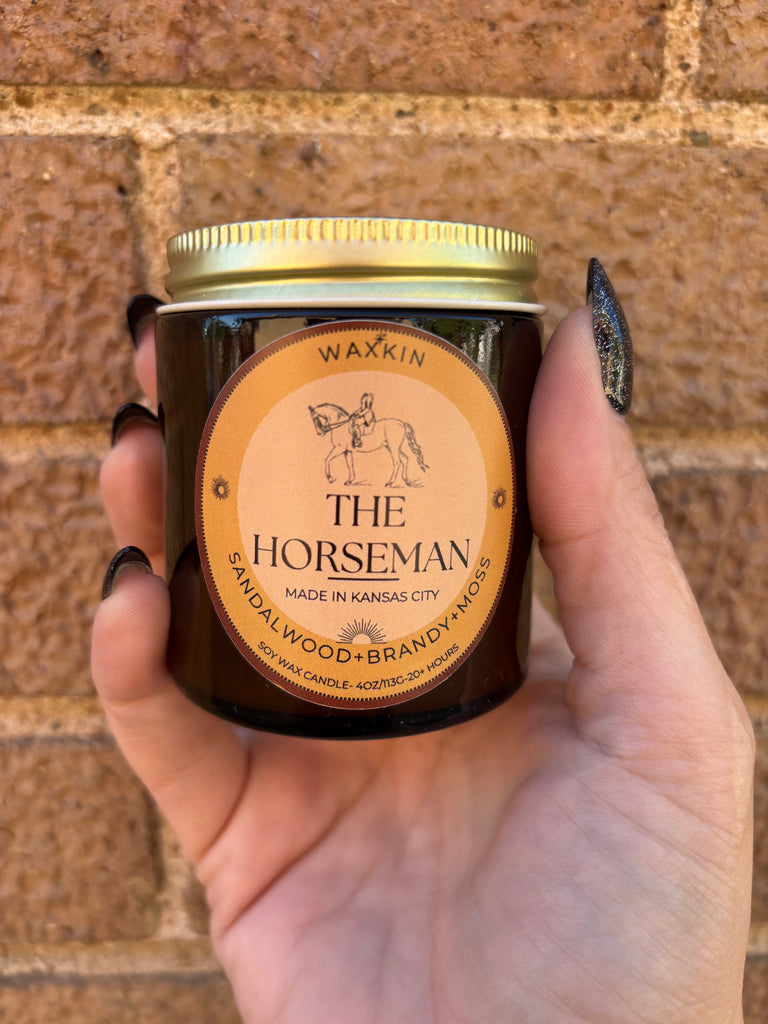 WAXKIN
THE
HORSEMAN
MADE IN KANSAS CITY
SANDALWOOD+BRANDY+MOSS
SOY WAX CANDLE- 4OZ/113G-20+ HOURS